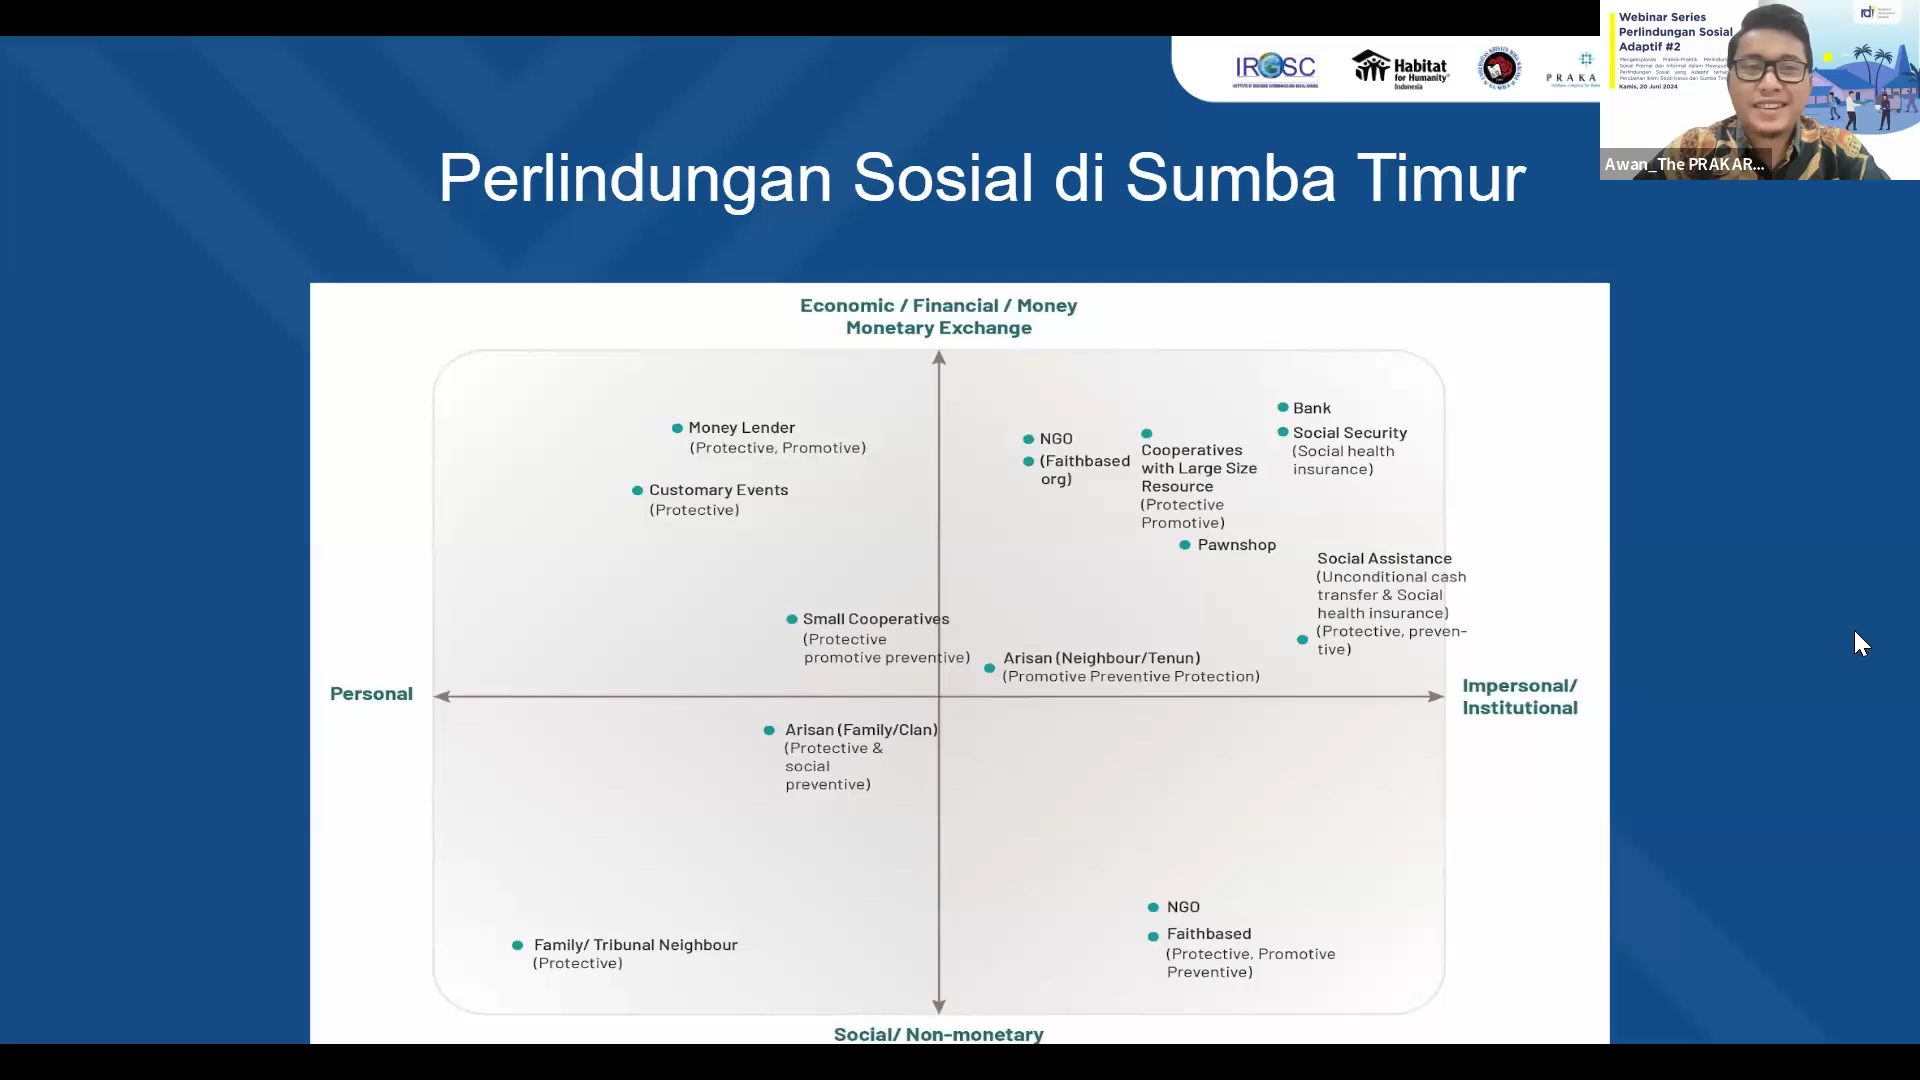 IRGSC
Habitat
for Humanity®
Indonesia
PRAKA
Webinar Series
Perlindungan Sosial
Adaptif #2
Kamis, 20 Juni 2024
Awan_The PRAKAR...
Perlindungan Sosial di Sumba Timur
Economic / Financial / Money
Monetary Exchange
Money Lender
(Protective, Promotive)
Customary Events
(Protective)
NGO
(Faithbased
org)
Cooperatives
with Large Size
Resource
(Protective
Promotive)
Bank
Social Security
(Social health
insurance)
Pawnshop
Social Assistance
(Unconditional cash
transfer & Social
health insurance)
(Protective, preven-
tive)
Small Cooperatives
(Protective
promotive preventive)
Arisan (Neighbour/Tenun)
(Promotive Preventive Protection)
Personal
Impersonal/
Institutional
Arisan (Family/Clan)
(Protective &
social
preventive)
Family/ Tribunal Neighbour
(Protective)
NGO
Faithbased
(Protective, Promotive
Preventive)
Social/ Non-monetary